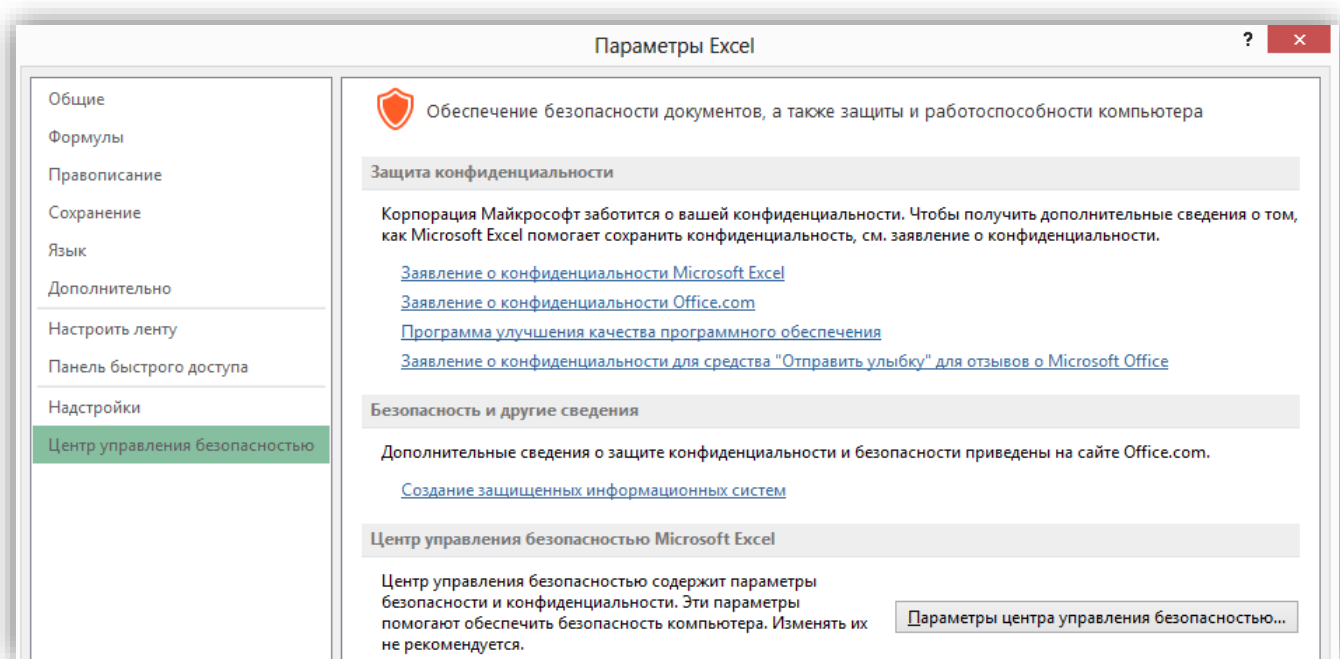 Параметры Excel
?
Общие
Формулы
Правописание
Сохранение
Язык
Дополнительно
Настроить ленту
Панель быстрого доступа
Надстройки
Центр управления безопасностью
Обеспечение безопасности документов, а также защиты и работоспособности компьютера
Защита конфиденциальности
Корпорация Майкрософт заботится о вашей конфиденциальности. Чтобы получить дополнительные сведения о том,
как Microsoft Excel помогает сохранить конфиденциальность, см. заявление о конфиденциальности.
Заявление о конфиденциальности Microsoft Excel
Заявление о конфиденциальности Office.com
Программа улучшения качества программного обеспечения
Заявление о конфиденциальности для средства "Отправить улыбку" для отзывов о Microsoft Office
Безопасность и другие сведения
Дополнительные сведения о защите конфиденциальности и безопасности приведены на сайте Office.com.
Создание защищенных информационных систем
Центр управления безопасностью Microsoft Excel
Центр управления безопасностью содержит параметры
безопасности и конфиденциальности. Эти параметры
помогают обеспечить безопасность компьютера. Изменять их
не рекомендуется.
Параметры центра управления безопасностью...